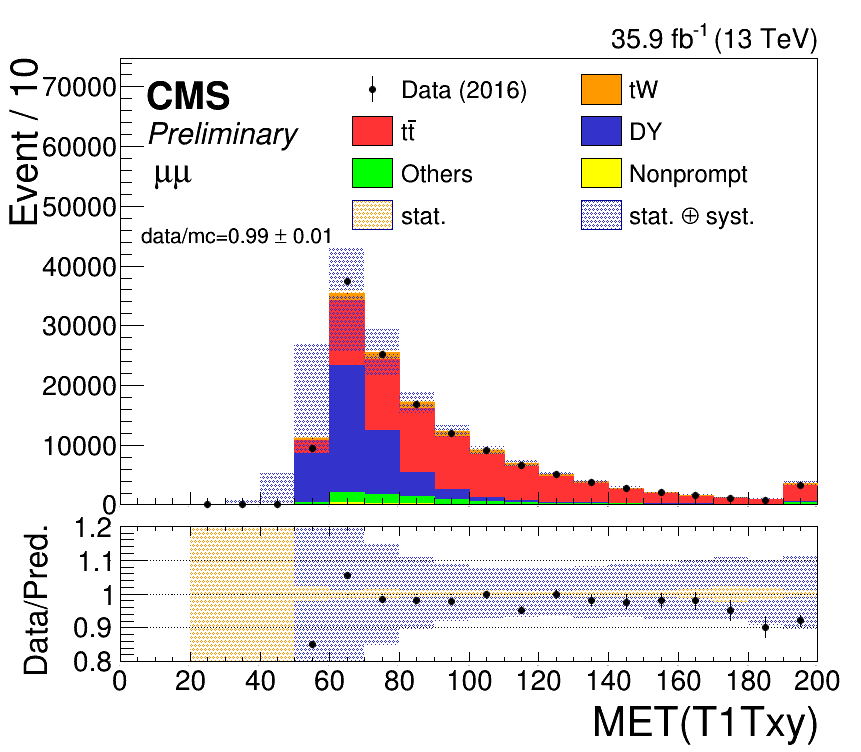 35.9 fb⁻¹ (13 TeV)
Event / 10
70000
60000
50000
40000
30000
20000
10000
0
CMS
Preliminary
μμ
data/mc=0.99 ± 0.01
Data (2016)
tW
tt̄
DY
Others
Nonprompt
stat.
stat. ⊕ syst.
Data/Pred.
1.2
1.1
1
0.9
0.8
0 20 40 60 80 100 120 140 160 180 200
MET(T1Txy)